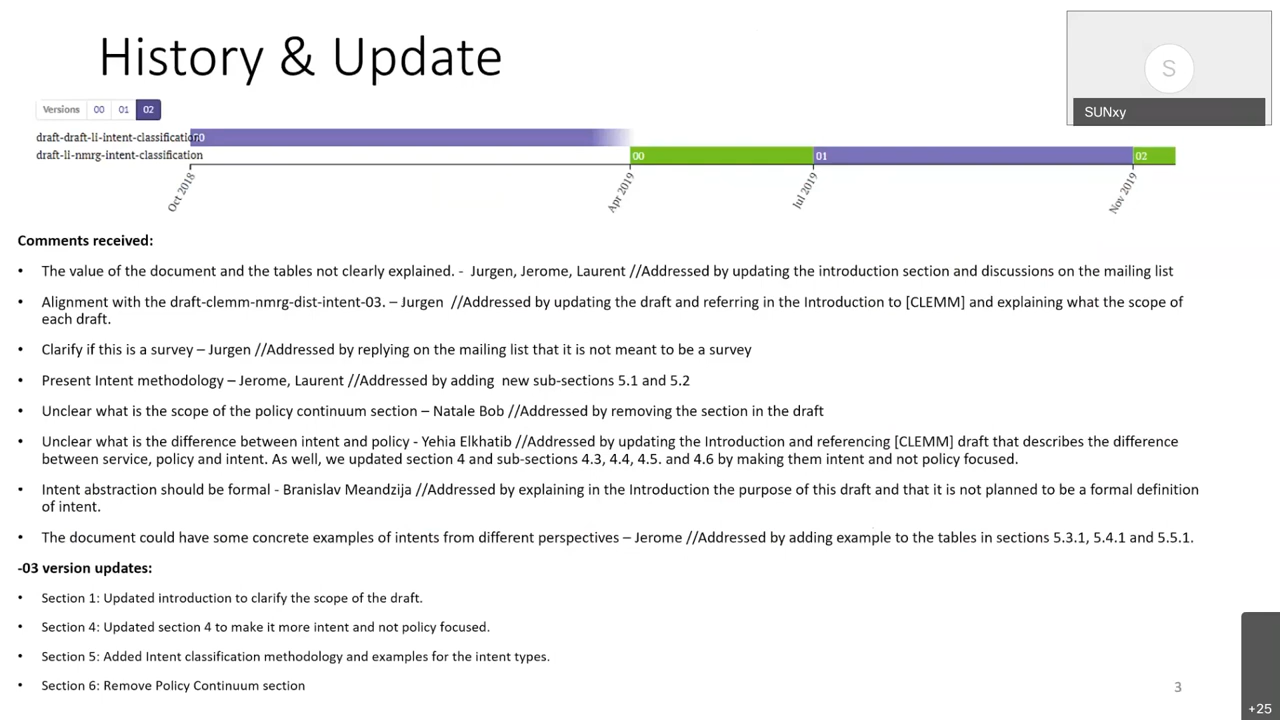 History & Update
S
SUNxy
Versions 00 01 02
draft-draft-li-intent-classification 00
draft-li-nmrg-intent-classification 00 01 02
Oct 2018 Apr 2019 Jul 2019 Nov 2019
Comments received:
• The value of the document and the tables not clearly explained. - Jurgen, Jerome, Laurent //Addressed by updating the introduction section and discussions on the mailing list
• Alignment with the draft-clemm-nmrg-dist-intent-03. – Jurgen //Addressed by updating the draft and referring in the Introduction to [CLEMM] and explaining what the scope of
each draft.
• Clarify if this is a survey – Jurgen //Addressed by replying on the mailing list that it is not meant to be a survey
• Present Intent methodology – Jerome, Laurent //Addressed by adding new sub-sections 5.1 and 5.2
• Unclear what is the scope of the policy continuum section – Natale Bob //Addressed by removing the section in the draft
• Unclear what is the difference between intent and policy - Yehia Elkhatib //Addressed by updating the Introduction and referencing [CLEMM] draft that describes the difference
between service, policy and intent. As well, we updated section 4 and sub-sections 4.3, 4.4, 4.5. and 4.6 by making them intent and not policy focused.
• Intent abstraction should be formal - Branislav Meandzija //Addressed by explaining in the Introduction the purpose of this draft and that it is not planned to be a formal definition
of intent.
• The document could have some concrete examples of intents from different perspectives – Jerome //Addressed by adding example to the tables in sections 5.3.1, 5.4.1 and 5.5.1.
-03 version updates:
• Section 1: Updated introduction to clarify the scope of the draft.
• Section 4: Updated section 4 to make it more intent and not policy focused.
• Section 5: Added Intent classification methodology and examples for the intent types.
• Section 6: Remove Policy Continuum section
3
+25